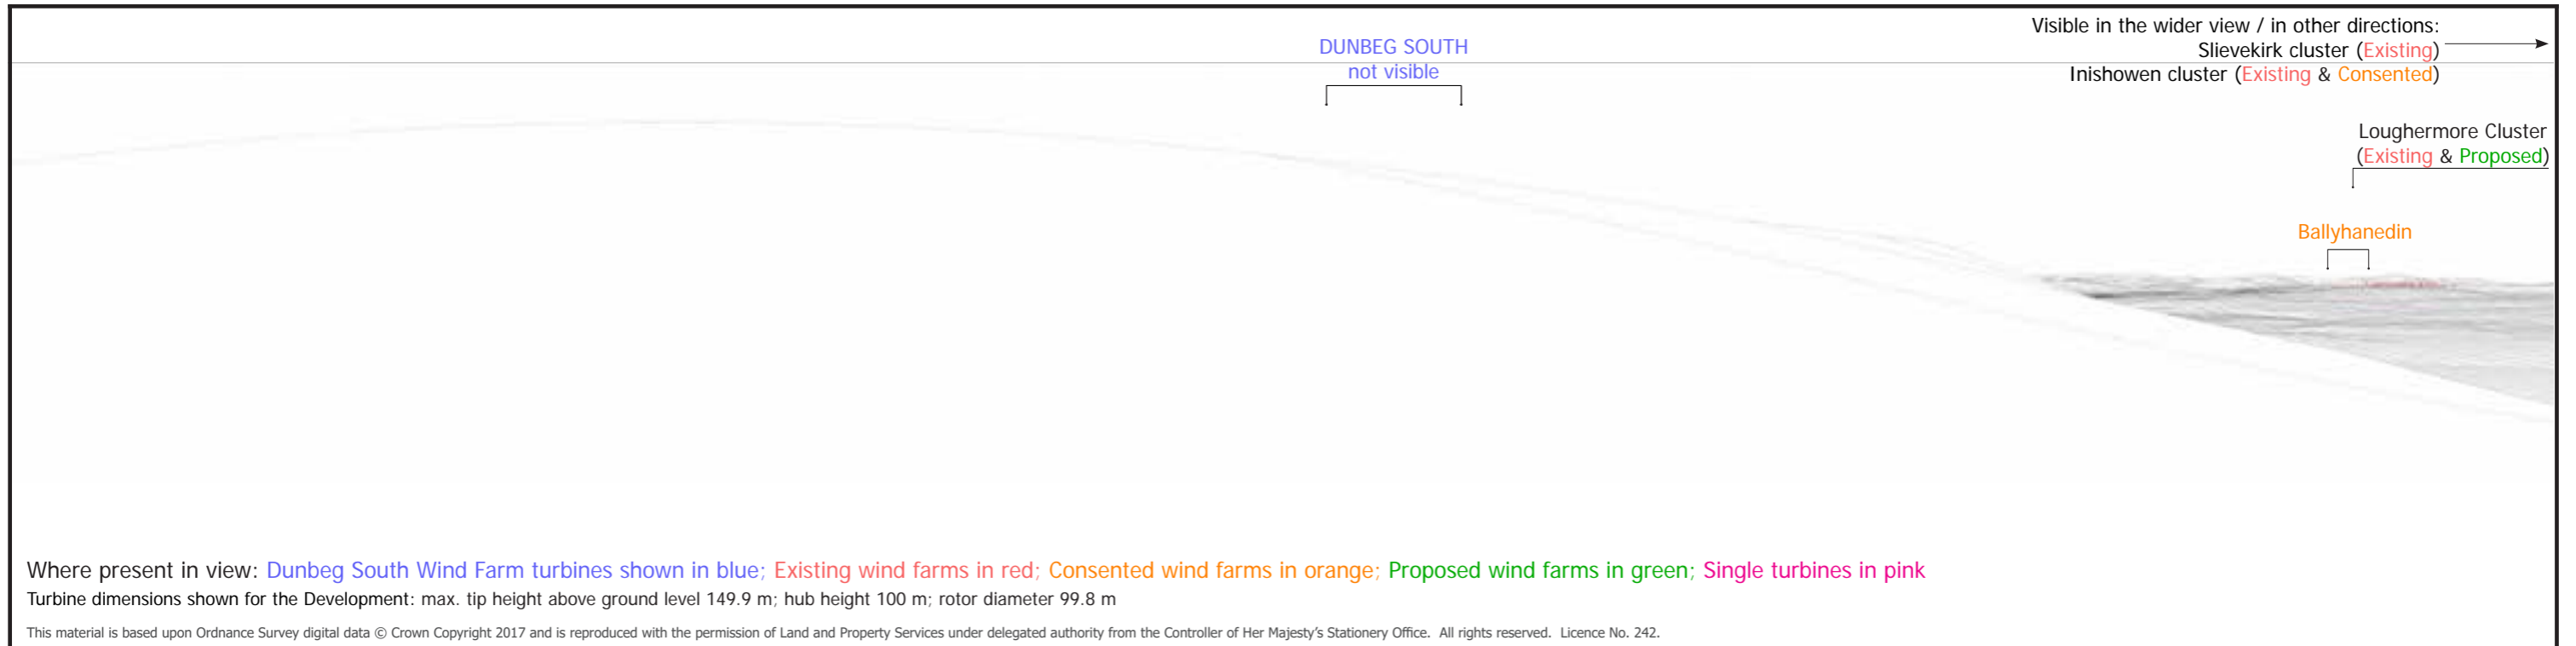 Visible in the wider view / in other directions:
DUNBEG SOUTH
Slievekirk cluster (Existing)
not visible
Inishowen cluster (Existing & Consented)
Loughermore Cluster
(Existing & Proposed)
Ballyhanedin
Where present in view: Dunbeg South Wind Farm turbines shown in blue; Existing wind farms in red; Consented wind farms in orange; Proposed wind farms in green; Single turbines in pink
Turbine dimensions shown for the Development: max. tip height above ground level 149.9 m; hub height 100 m; rotor diameter 99.8 m
This material is based upon Ordnance Survey digital data © Crown Copyright 2017 and is reproduced with the permission of Land and Property Services under delegated authority from the Controller of Her Majesty’s Stationery Office.  All rights reserved.  Licence No. 242.